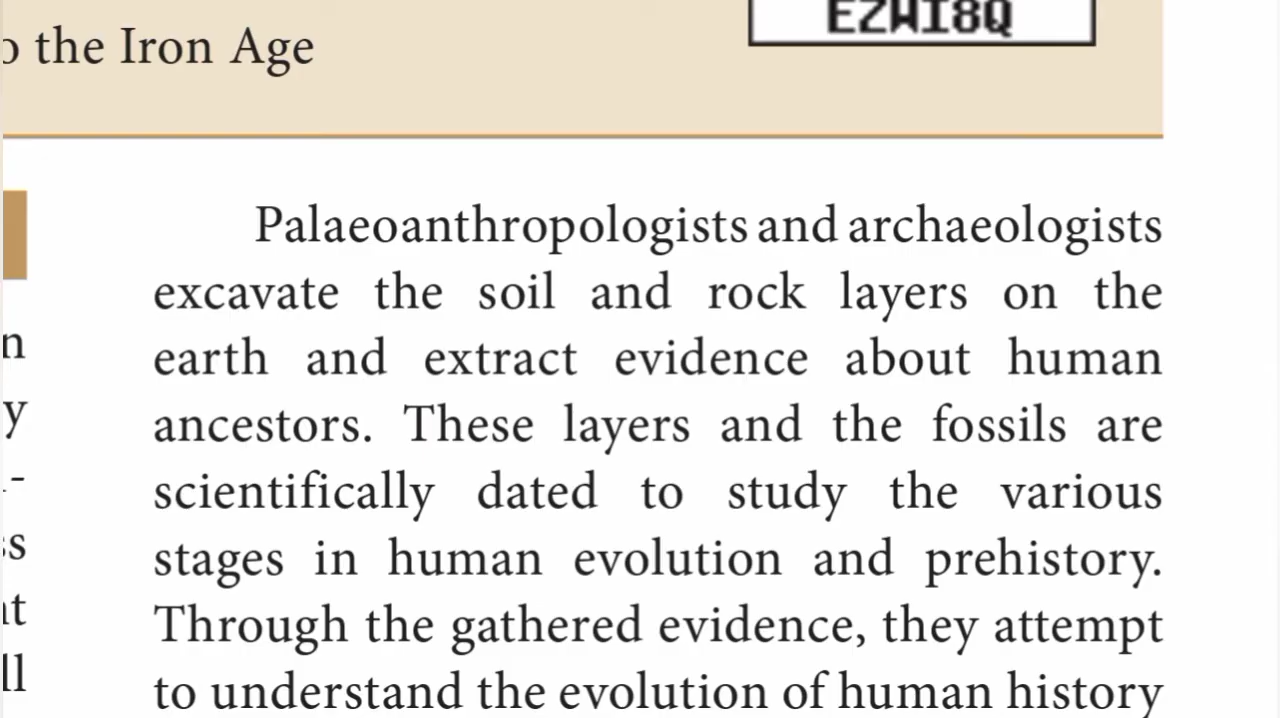 EZWI8Q
to the Iron Age
Palaeoanthropologists and archaeologists
excavate the soil and rock layers on the
earth and extract evidence about human
ancestors. These layers and the fossils are
scientifically dated to study the various
stages in human evolution and prehistory.
Through the gathered evidence, they attempt
to understand the evolution of human history